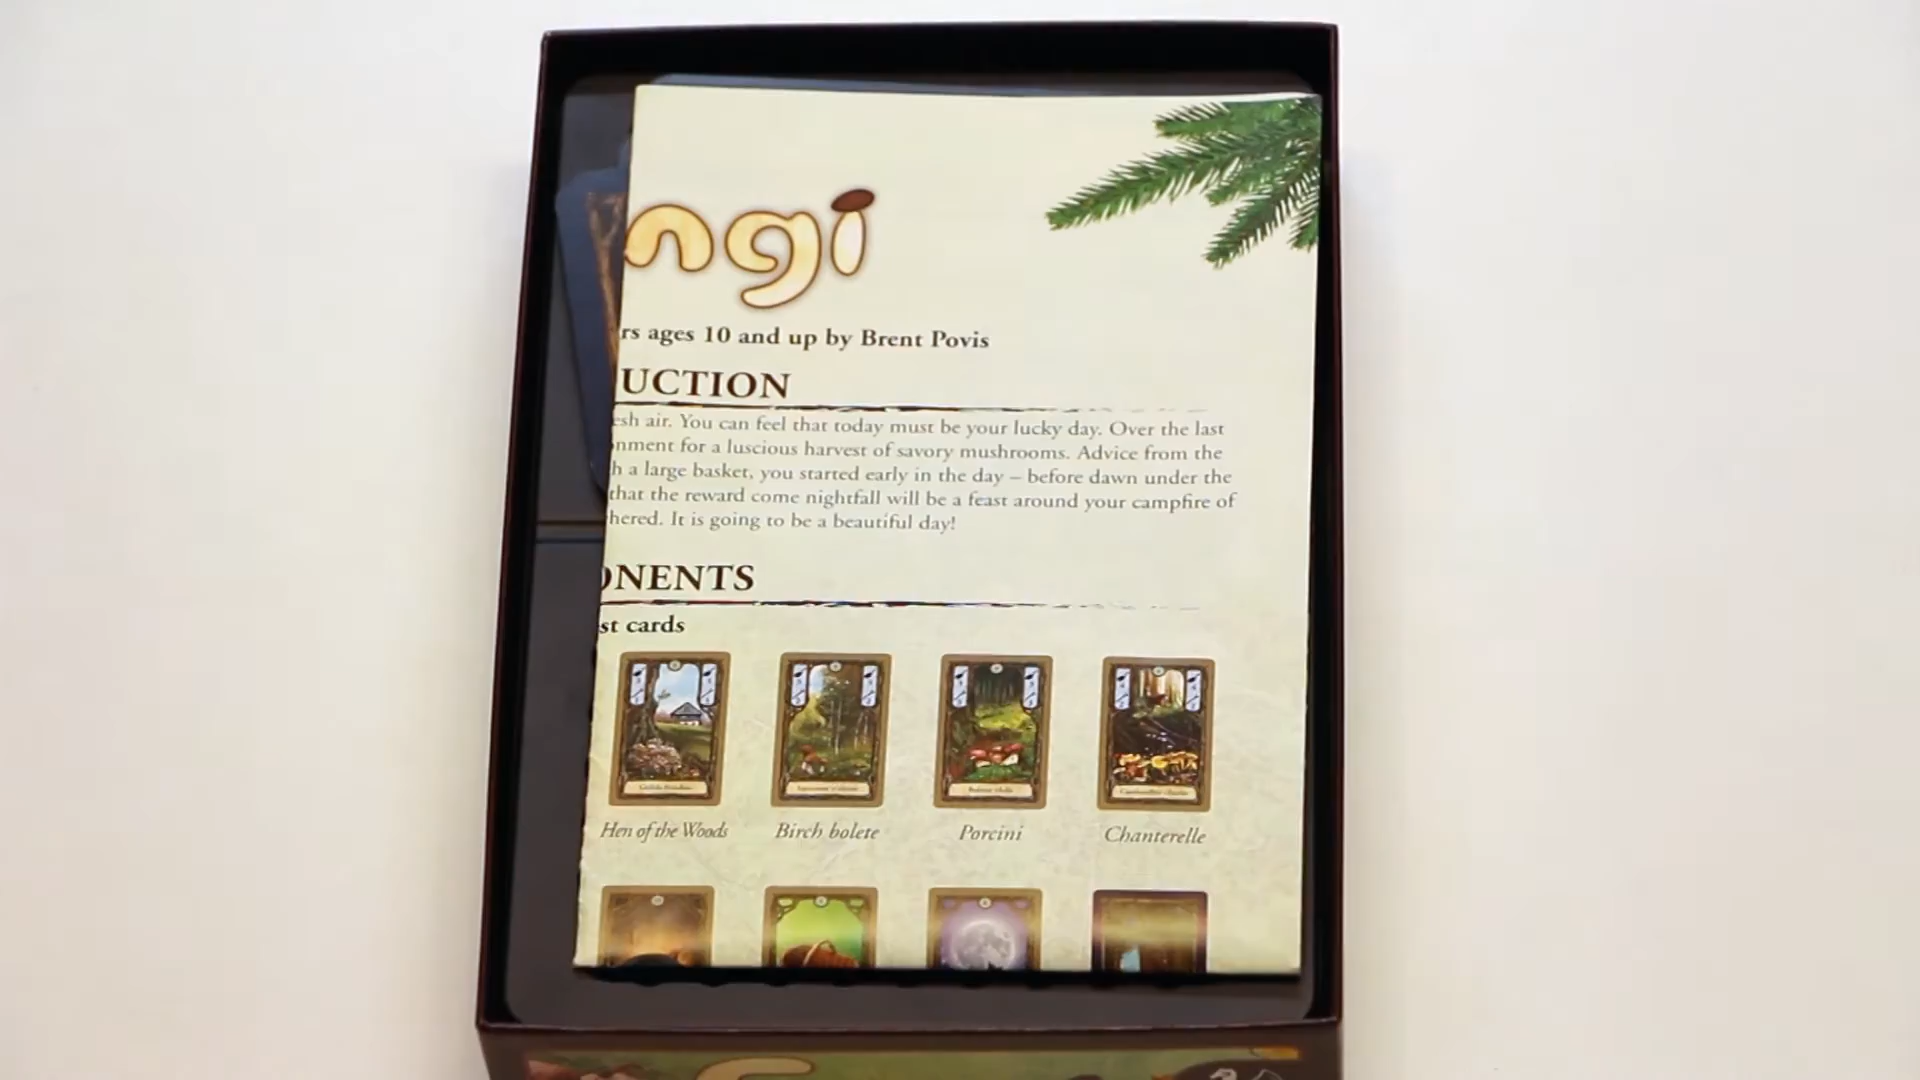 ngi
rs ages 10 and up by Brent Povis
UCTION
esh air. You can feel that today must be your lucky day. Over the last
nment for a luscious harvest of savory mushrooms. Advice from the
h a large basket, you started early in the day – before dawn under the
that the reward come nightfall will be a feast around your campfire of
hered. It is going to be a beautiful day!
ONENTS
st cards
Hen of the Woods Birch bolete Porcini Chanterelle